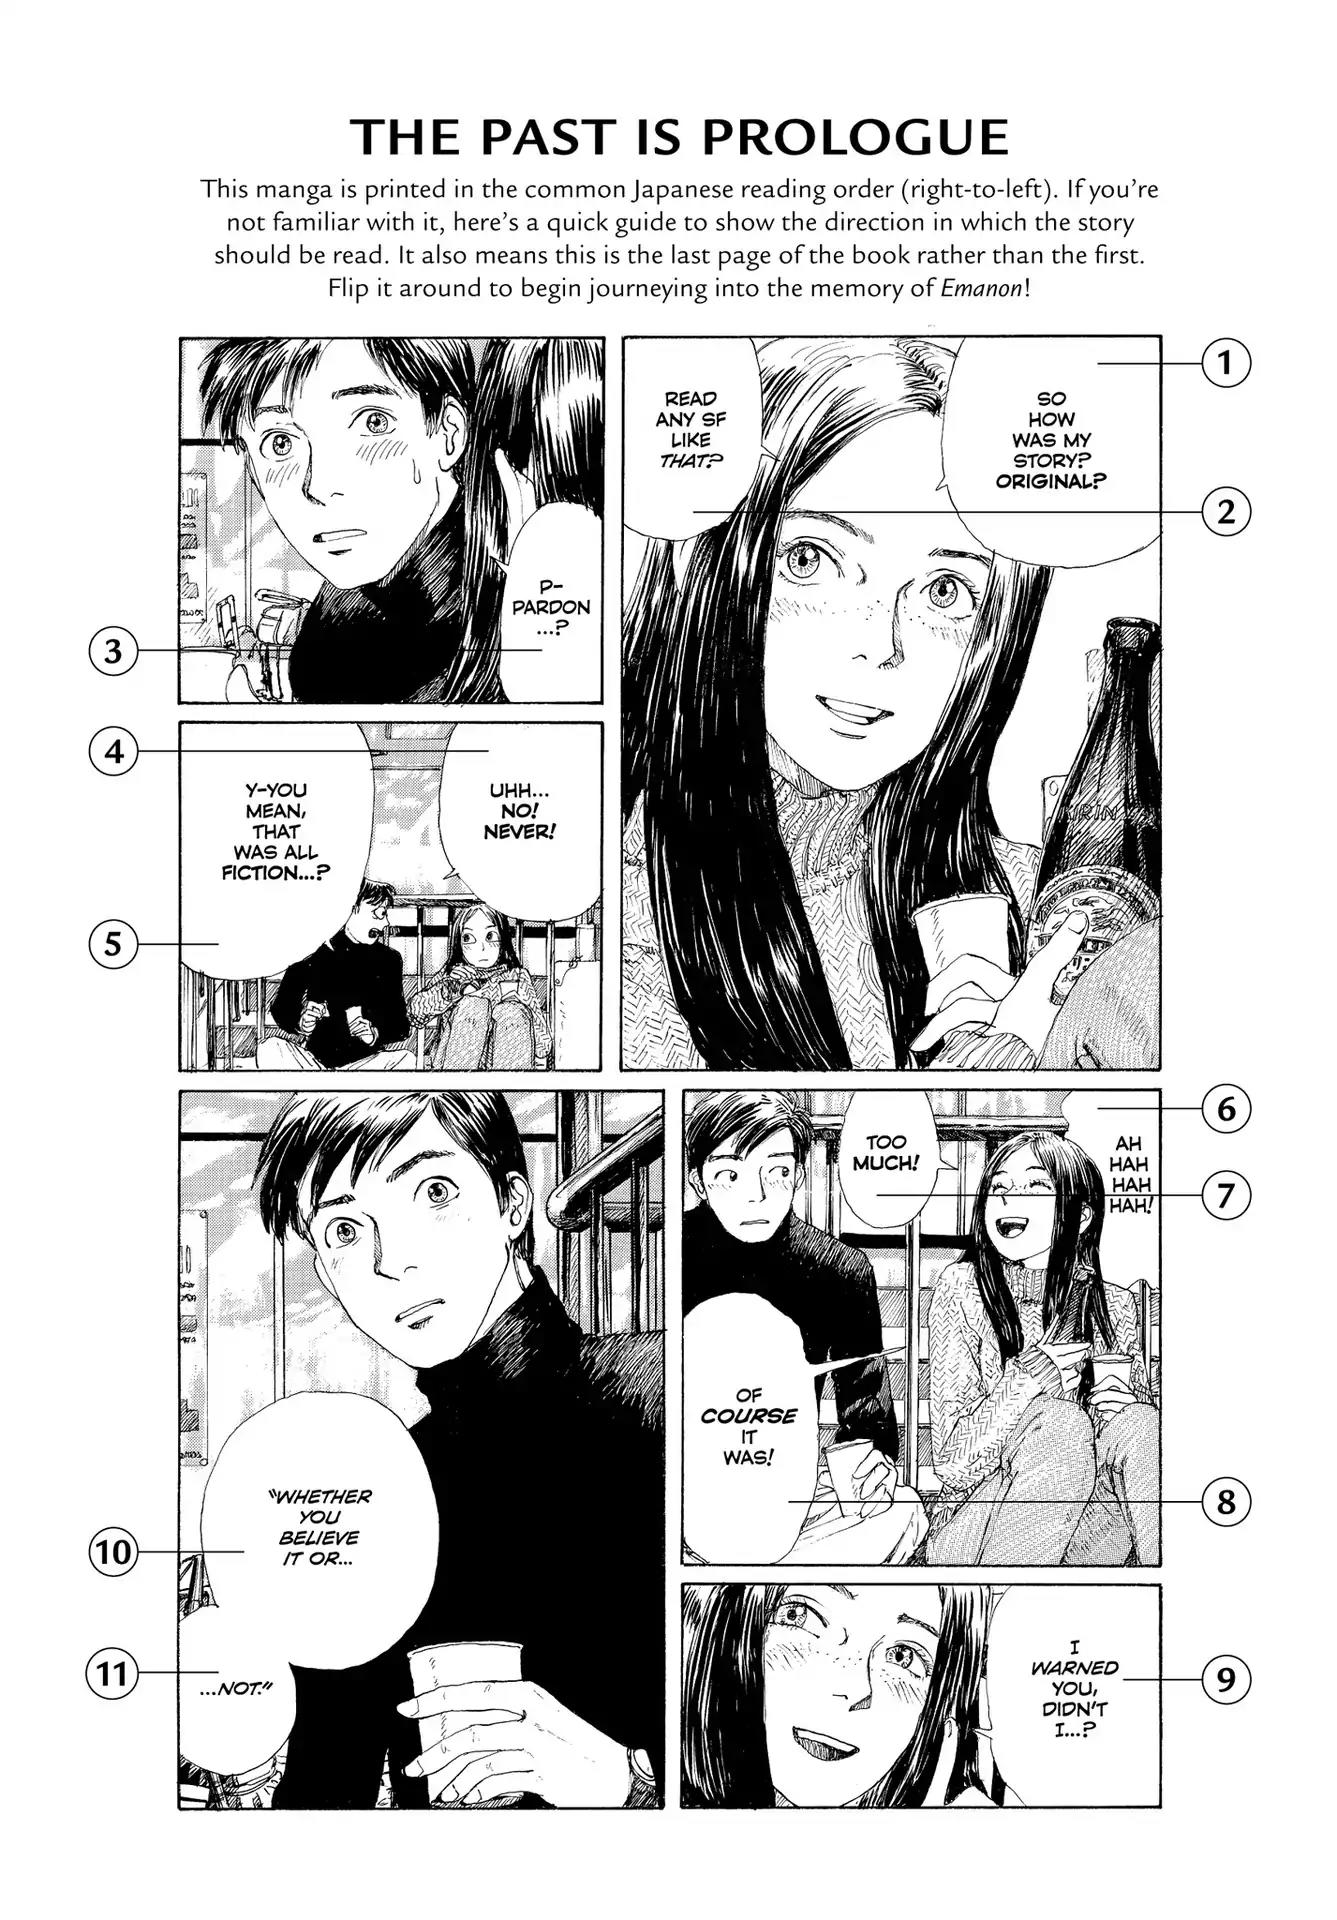 THE PAST IS PROLOGUE
This manga is printed in the common Japanese reading order (right-to-left). If you're
not familiar with it, here's a quick guide to show the direction in which the story
should be read. It also means this is the last page of the book rather than the first.
Flip it around to begin journeying into the memory of Emanon!
1
SO
HOW
WAS MY
STORY?
ORIGINAL?
2
READ
ANY SF
LIKE
THAT?
KIRIN
3
P-
PARDON
...?
4
UHH...
NO!
NEVER!
5
Y-YOU
MEAN,
THAT
WAS ALL
FICTION...?
6
AH
HAH
HAH
HAH!
7
TOO
MUCH!
8
OF
COURSE
IT
WAS!
9
I
WARNED
YOU,
DIDN'T
I...?
10
"WHETHER
YOU
BELIEVE
IT OR...
11
...NOT."